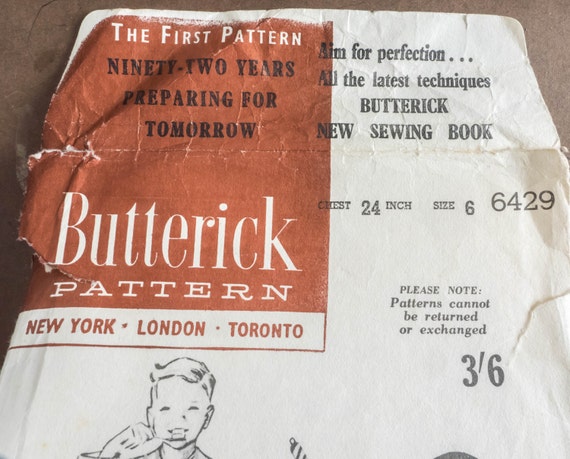 THE FIRST PATTERN
NINETY-TWO YEARS
PREPARING FOR
TOMORROW
Aim for perfection...
All the latest techniques
BUTTERICK
NEW SEWING BOOK
Butterick
PATTERN
NEW YORK · LONDON · TORONTO
CHEST 24 INCH SIZE 6 6429
PLEASE NOTE:
Patterns cannot
be returned
or exchanged
3'6